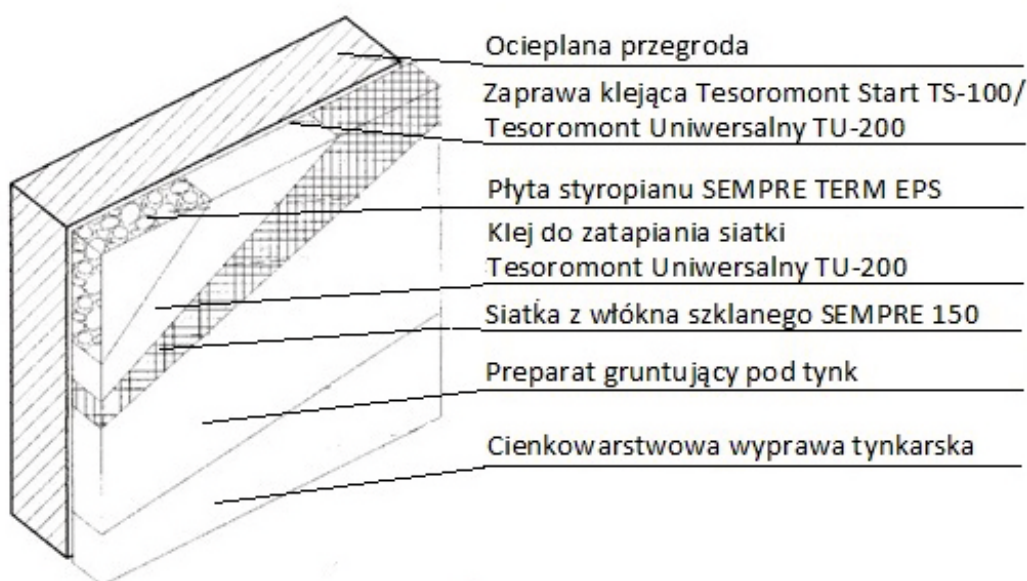 Ocieplana przegroda
Zaprawa klejąca Tesoromont Start TS-100/
Tesoromont Uniwersalny TU-200
Płyta styropianu SEMPRE TERM EPS
Klej do zatapiania siatki
Tesoromont Uniwersalny TU-200
Siatka z włókna szklanego SEMPRE 150
Preparat gruntujący pod tynk
Cienkowarstwowa wyprawa tynkarska